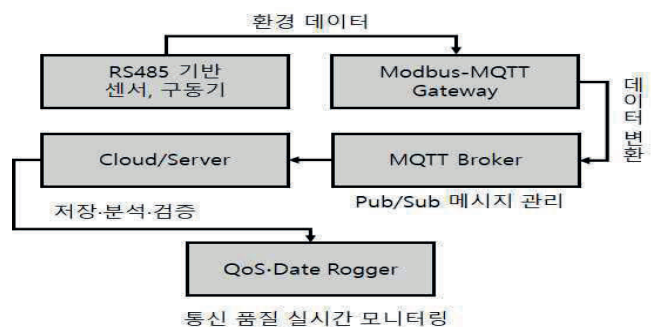 환경 데이터
RS485 기반
센서, 구동기
Modbus-MQTT
Gateway
데이터 변환
Cloud/Server
MQTT Broker
Pub/Sub 메시지 관리
저장·분석·검증
QoS·Date Rogger
통신 품질 실시간 모니터링